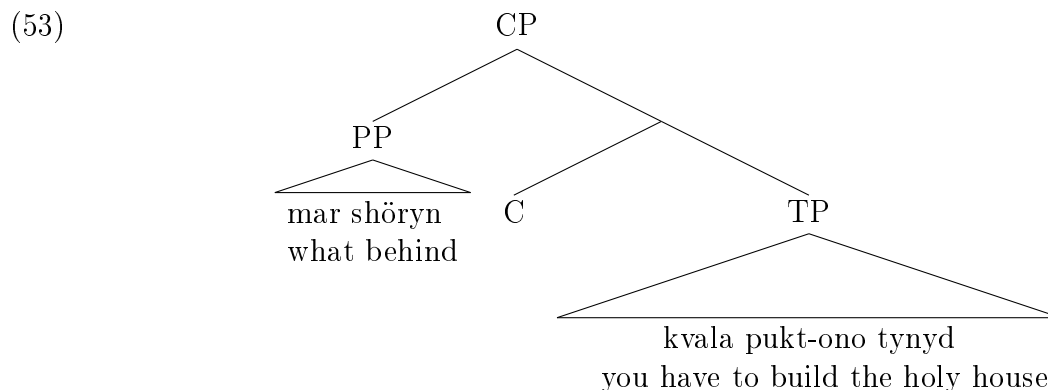 (53)
CP
PP
mar shöryn
what behind
C
TP
kvala pukt-ono tynyd
you have to build the holy house